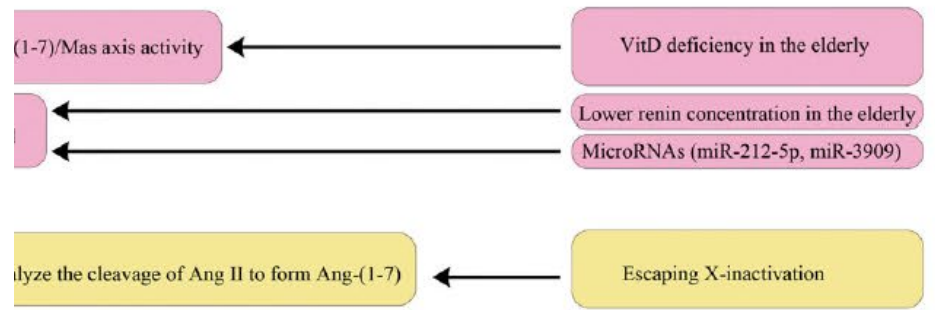 (1-7)/Mas axis activity
VitD deficiency in the elderly
Lower renin concentration in the elderly
MicroRNAs (miR-212-5p, miR-3909)
alyze the cleavage of Ang II to form Ang-(1-7)
Escaping X-inactivation